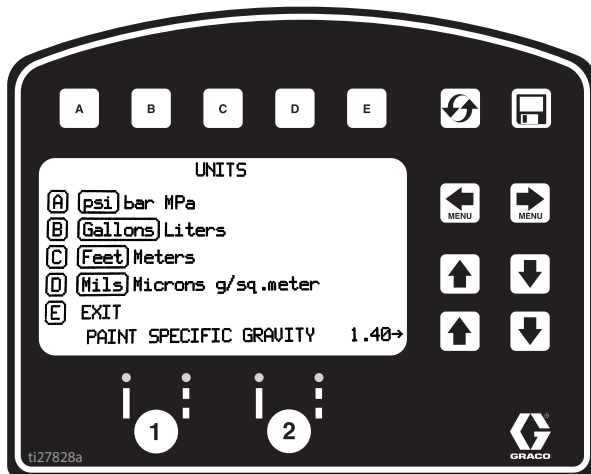 A B C D E
UNITS
A psi bar MPa
MENU MENU
B Gallons Liters
C Feet Meters
D Mils Microns g/sq.meter
E EXIT
PAINT SPECIFIC GRAVITY 1.40→
1 2
ti27828a
GRACO